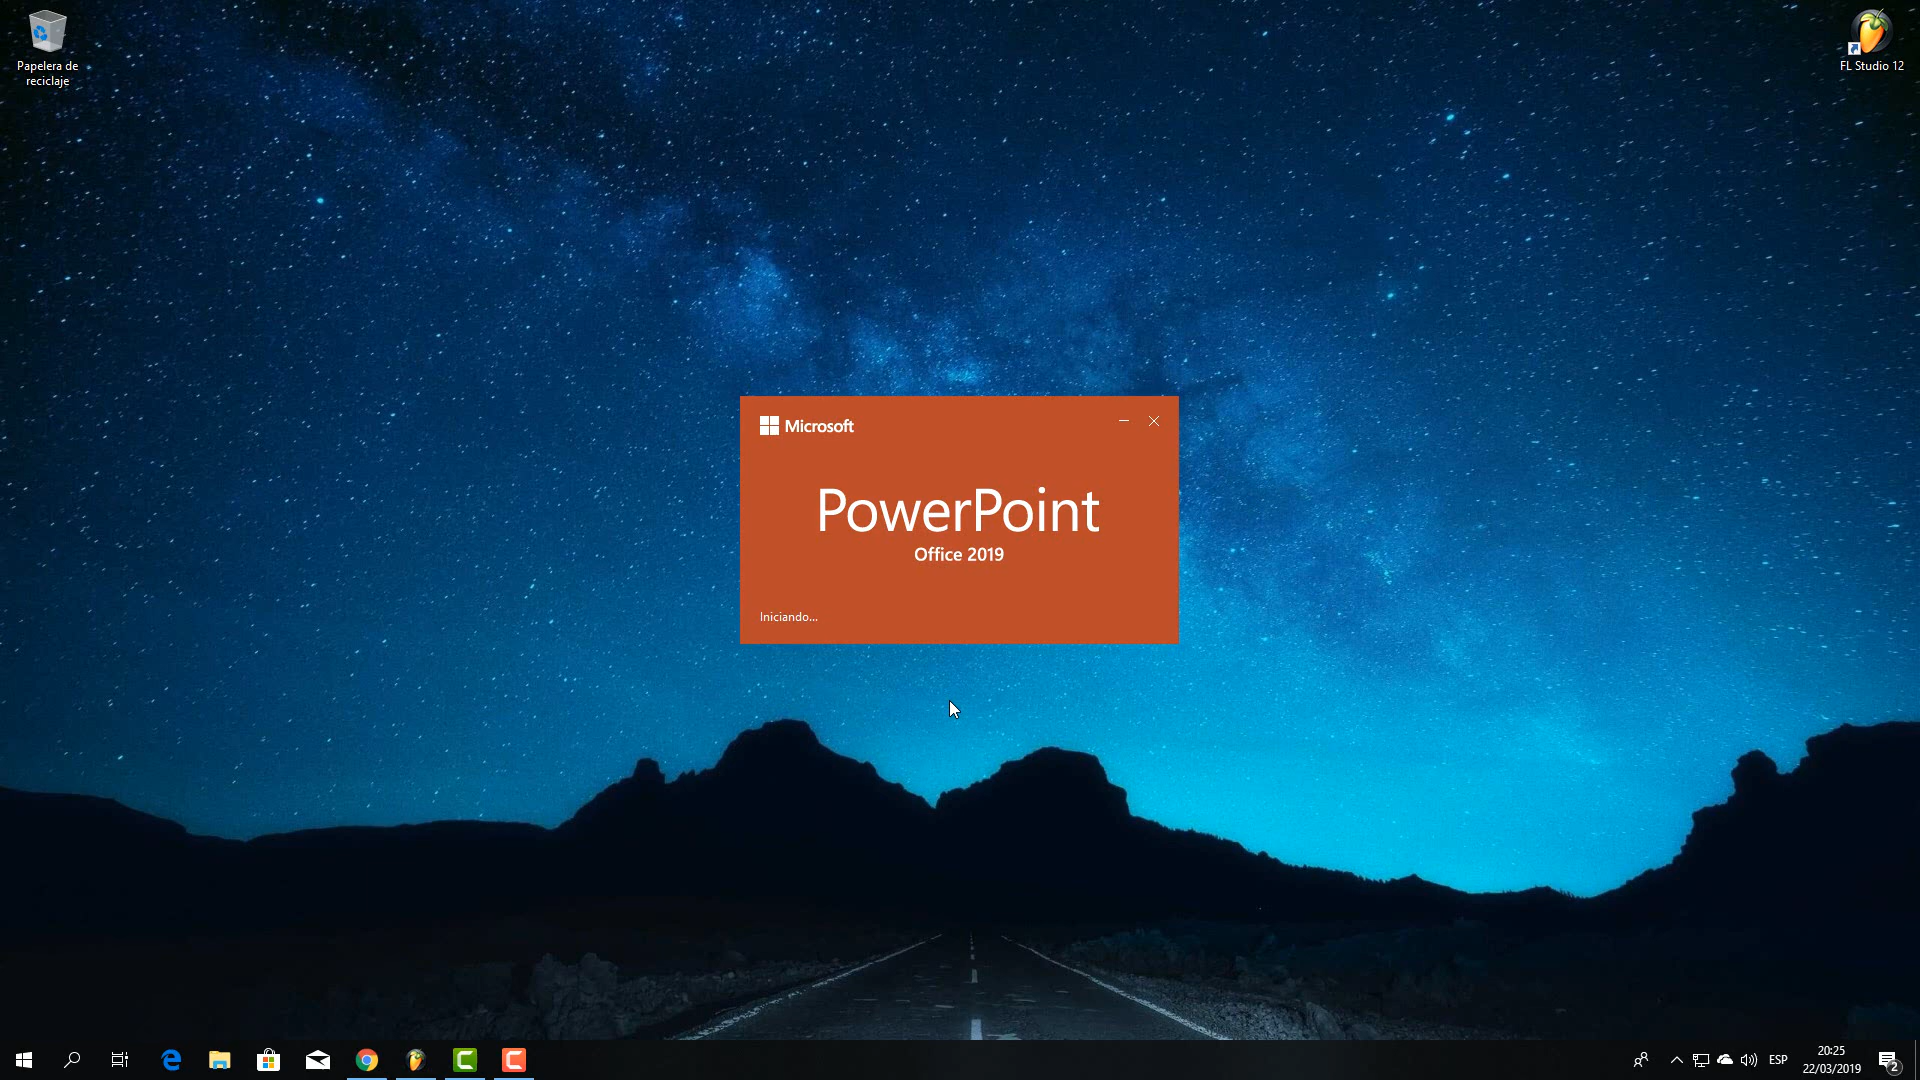 Papelera de
reciclaje
FL Studio 12
Microsoft
PowerPoint
Office 2019
Iniciando...
ESP
20:25
22/03/2019
2